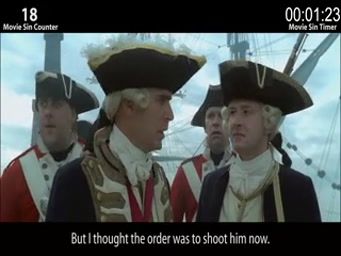 18
Movie Sin Counter
00:01:23
Movie Sin Timer
But I thought the order was to shoot him now.